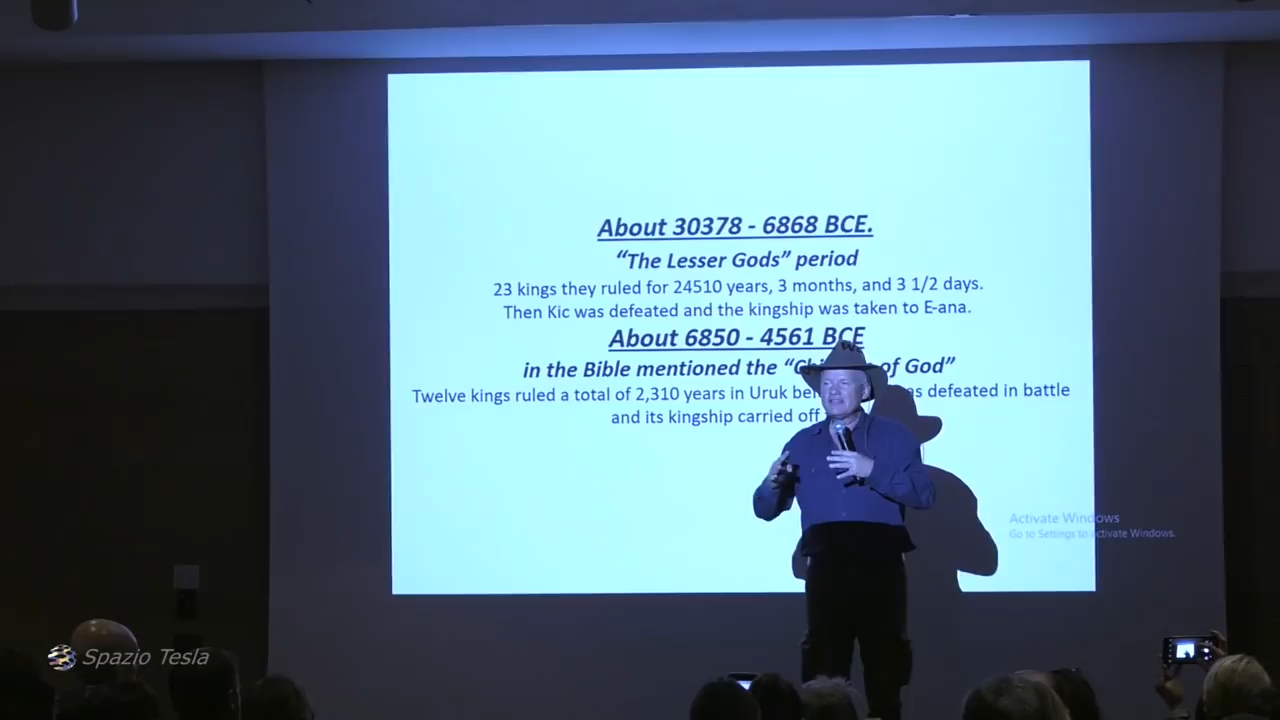 About 30378 - 6868 BCE.
“The Lesser Gods” period
23 kings they ruled for 24510 years, 3 months, and 3 1/2 days.
Then Kic was defeated and the kingship was taken to E-ana.
About 6850 - 4561 BCE
in the Bible mentioned the of God”
Twelve kings ruled a total of 2,310 years in Uruk defeated in battle
and its kingship carried off
Activate Windows
Go to Settings to activate Windows.
Spazio Tesla